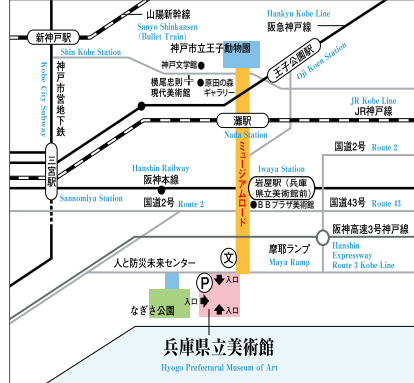 山陽新幹線
Sanyo Shinkansen
(Bullet Train)
Hankyu Kobe Line
阪急神戸線
新神戸駅
Shin Kobe Station
神戸市立王子動物園
王子公園駅
Oji Koen Station
神戸文学館
横尾忠則
現代美術館
原田の森
ギャラリー
神戸市営地下鉄
Kobe City Subway
灘駅
Nada Station
JR Kobe Line
JR神戸線
ミュージアムロード
国道2号 Route 2
三宮駅
Sannomiya Station
Hanshin Railway
阪神本線
Iwaya Station
岩屋駅（兵庫
県立美術館前）
BBプラザ美術館
国道2号 Route 2
国道43号 Route 43
阪神高速3号神戸線
Hanshin
Expressway
Route 3 Kobe Line
摩耶ランプ
Maya Ramp
文
人と防災未来センター
P
入口
入口
入口
なぎさ公園
兵庫県立美術館
Hyogo Prefectural Museum of Art